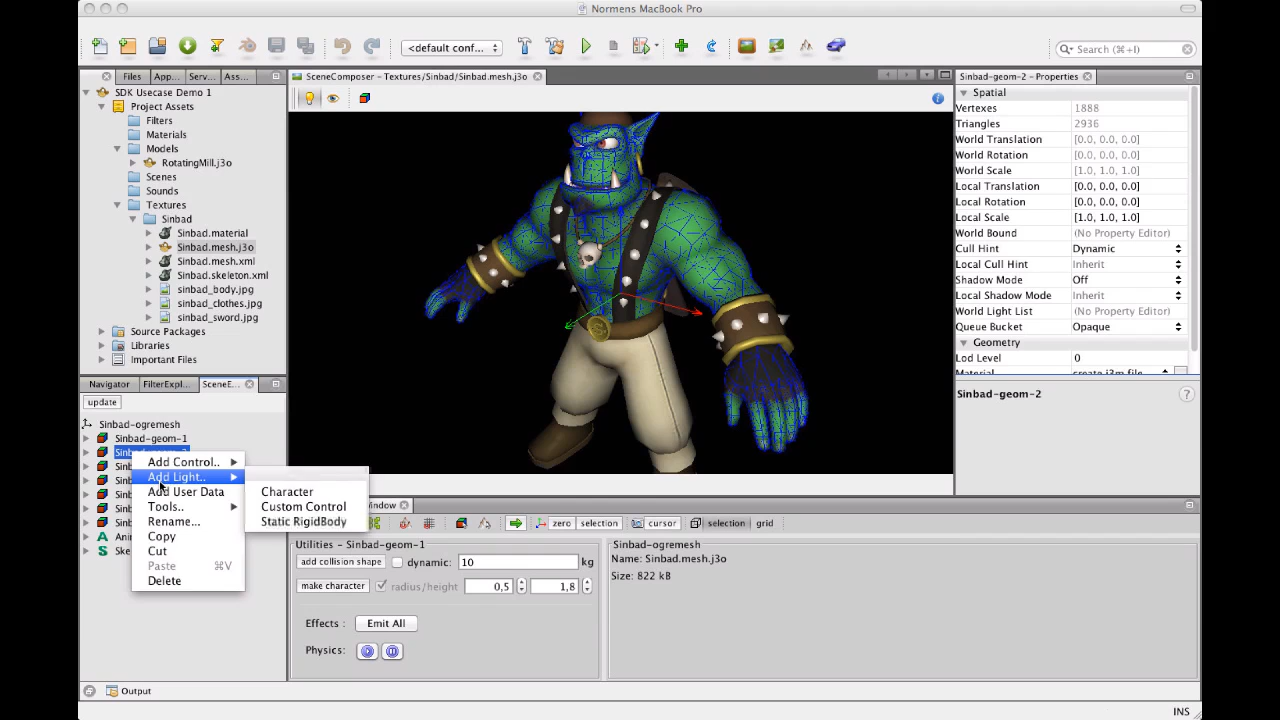 Normens MacBook Pro
<default conf...
Search (⌘+I)
Files
App...
Serv...
Ass...
SDK Usecase Demo 1
Project Assets
Filters
Materials
Models
RotatingMill.j3o
Scenes
Sounds
Textures
Sinbad
Sinbad.material
Sinbad.mesh.j3o
Sinbad.mesh.xml
Sinbad.skeleton.xml
sinbad_body.jpg
sinbad_clothes.jpg
sinbad_sword.jpg
Source Packages
Libraries
Important Files
Navigator
FilterExpl...
SceneE...
update
Sinbad-ogremesh
Sinbad-geom-1
Add Control..
Add Light..
Add User Data
Tools..
Rename...
Copy
Cut
Paste ⌘V
Delete
Character
Custom Control
Static RigidBody
SceneComposer - Textures/Sinbad/Sinbad.mesh.j3o
zero
selection
cursor
selection
grid
Utilities - Sinbad-geom-1
add collision shape
dynamic:
10
kg
make character
radius/height
0,5
1,8
Effects :
Emit All
Physics:
Sinbad-ogremesh
Name: Sinbad.mesh.j3o
Size: 822 kB
Sinbad-geom-2 - Properties
Spatial
Vertexes 1888
Triangles 2936
World Translation [0.0, 0.0, 0.0]
World Rotation [0.0, 0.0, 0.0]
World Scale [1.0, 1.0, 1.0]
Local Translation [0.0, 0.0, 0.0]
Local Rotation [0.0, 0.0, 0.0]
Local Scale [1.0, 1.0, 1.0]
World Bound (No Property Editor)
Cull Hint Dynamic
Local Cull Hint Inherit
Shadow Mode Off
Local Shadow Mode Inherit
World Light List (No Property Editor)
Queue Bucket Opaque
Geometry
Lod Level 0
Material create j3m file
Sinbad-geom-2
Output
INS